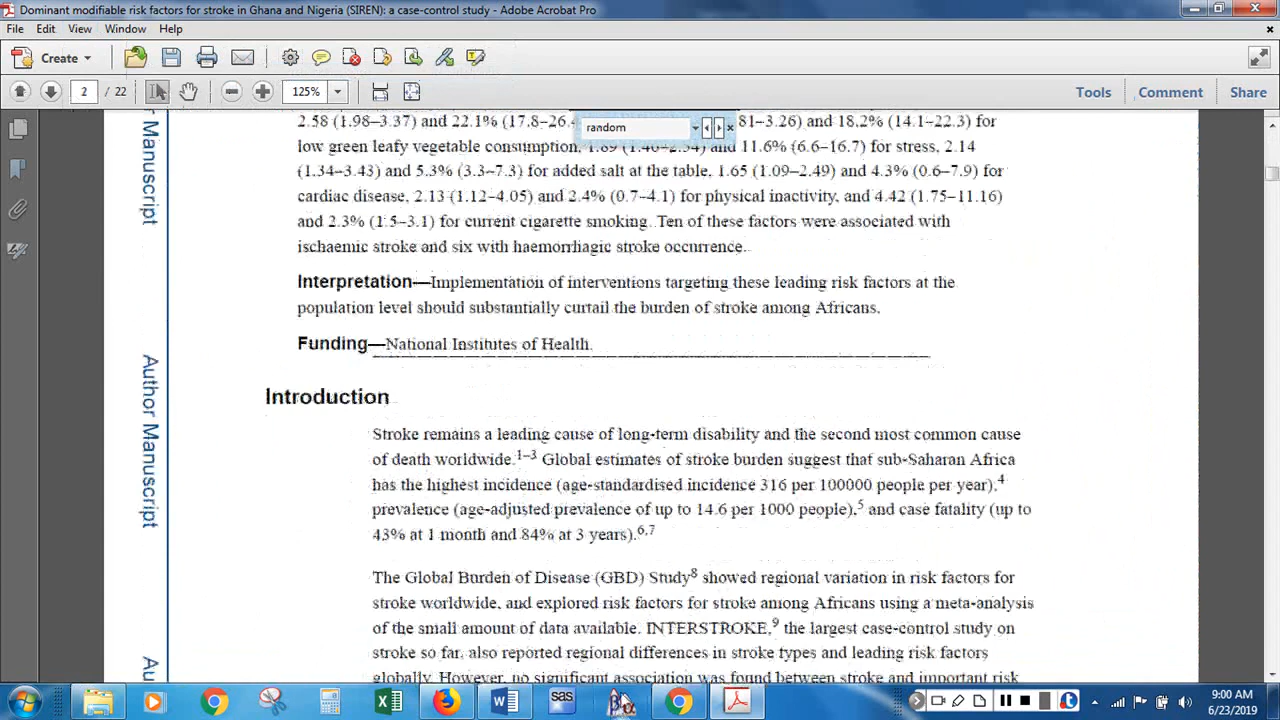 Dominant modifiable risk factors for stroke in Ghana and Nigeria (SIREN): a case-control study - Adobe Acrobat Pro
File Edit View Window Help
Create
2 / 22 125% Tools Comment Share
random
2.58 (1.98–3.37) and 22.1% (17.8–26. 81–3.26) and 18.2% (14.1–22.3) for
low green leafy vegetable consumption, 1.89 and 11.6% (6.6–16.7) for stress, 2.14
(1.34–3.43) and 5.3% (3.3–7.3) for added salt at the table, 1.65 (1.09–2.49) and 4.3% (0.6–7.9) for
cardiac disease, 2.13 (1.12–4.05) and 2.4% (0.7–4.1) for physical inactivity, and 4.42 (1.75–11.16)
and 2.3% (1.5–3.1) for current cigarette smoking. Ten of these factors were associated with
ischaemic stroke and six with haemorrhagic stroke occurrence.
Interpretation—Implementation of interventions targeting these leading risk factors at the
population level should substantially curtail the burden of stroke among Africans.
Funding—National Institutes of Health.
Introduction
Stroke remains a leading cause of long-term disability and the second most common cause
of death worldwide.1–3 Global estimates of stroke burden suggest that sub-Saharan Africa
has the highest incidence (age-standardised incidence 316 per 100000 people per year),4
prevalence (age-adjusted prevalence of up to 14.6 per 1000 people),5 and case fatality (up to
43% at 1 month and 84% at 3 years).6,7
The Global Burden of Disease (GBD) Study8 showed regional variation in risk factors for
stroke worldwide, and explored risk factors for stroke among Africans using a meta-analysis
of the small amount of data available. INTERSTROKE,9 the largest case-control study on
stroke so far, also reported regional differences in stroke types and leading risk factors
globally. However, no significant association was found between stroke and important risk
r Manuscript
Author Manuscript
Au
sas
9:00 AM
6/23/2019